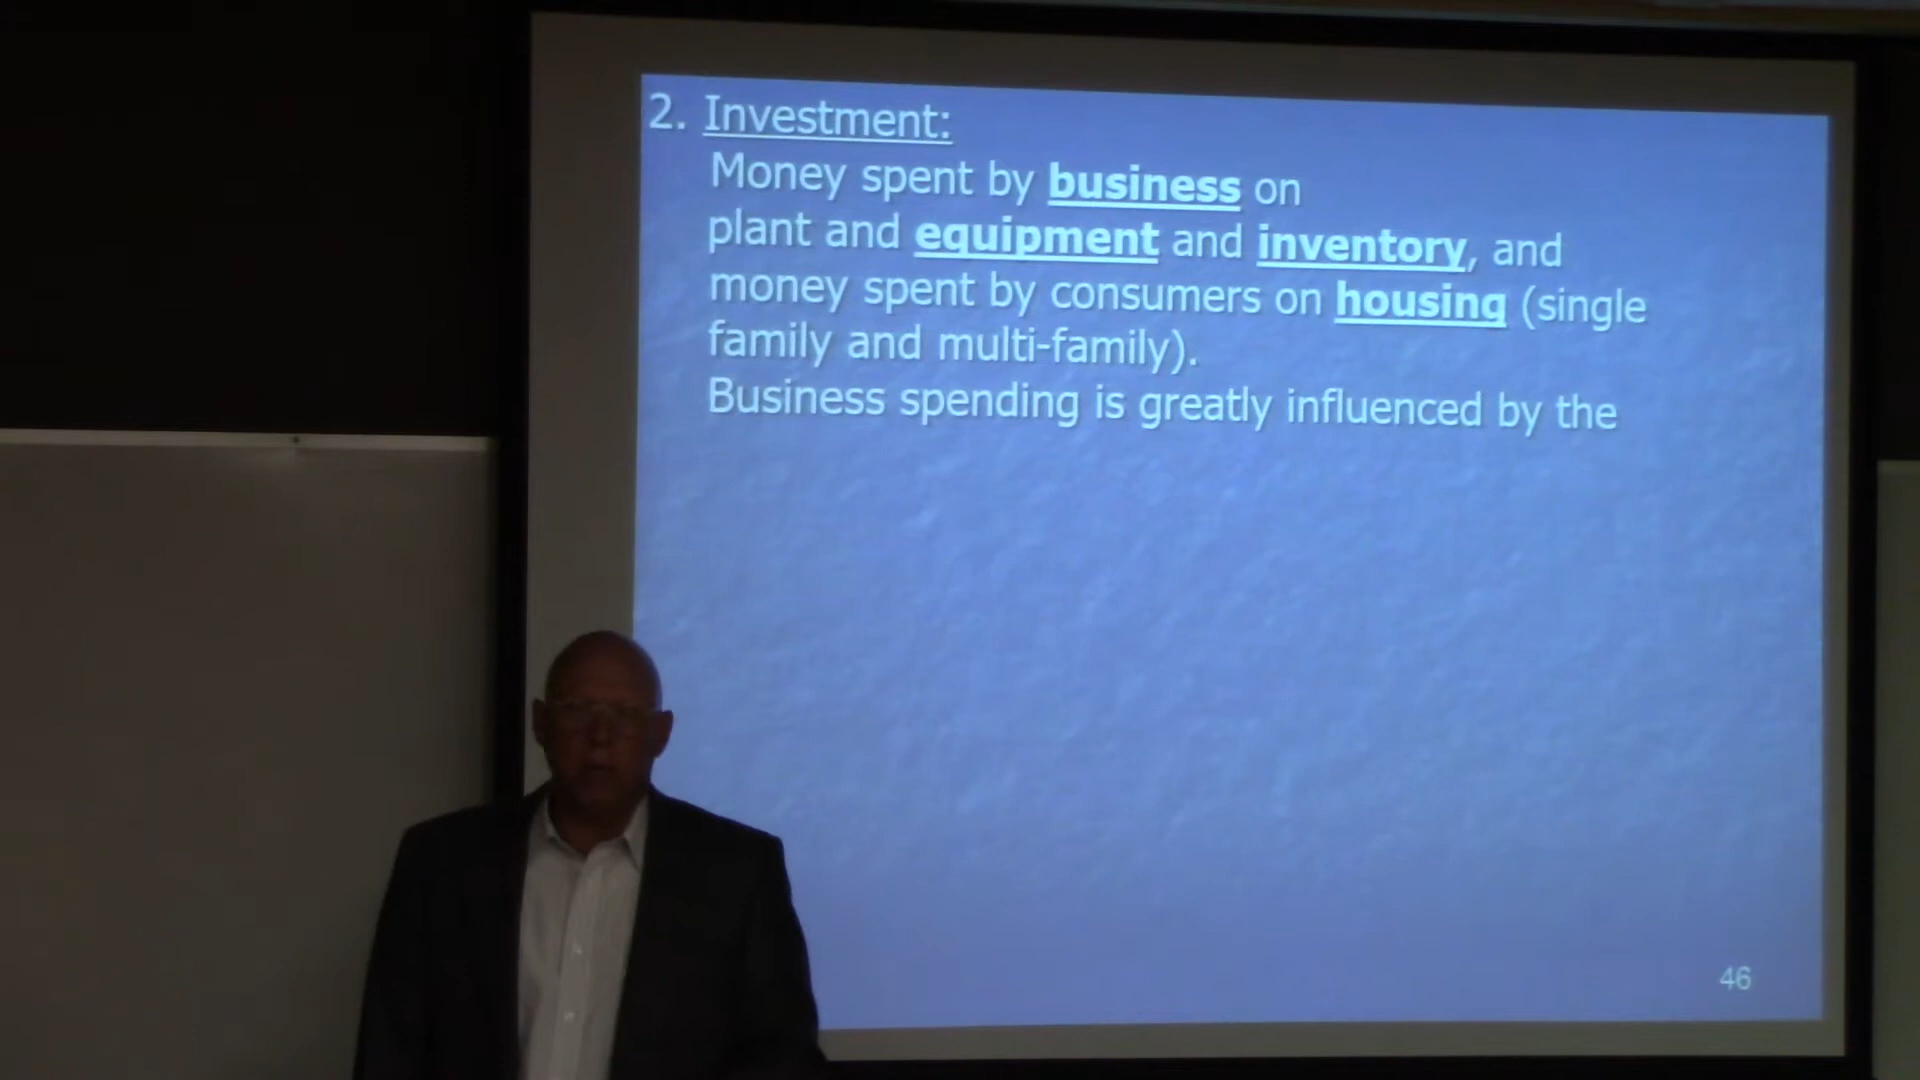 2. Investment:
Money spent by business on
plant and equipment and inventory, and
money spent by consumers on housing (single
family and multi-family).
Business spending is greatly influenced by the
46